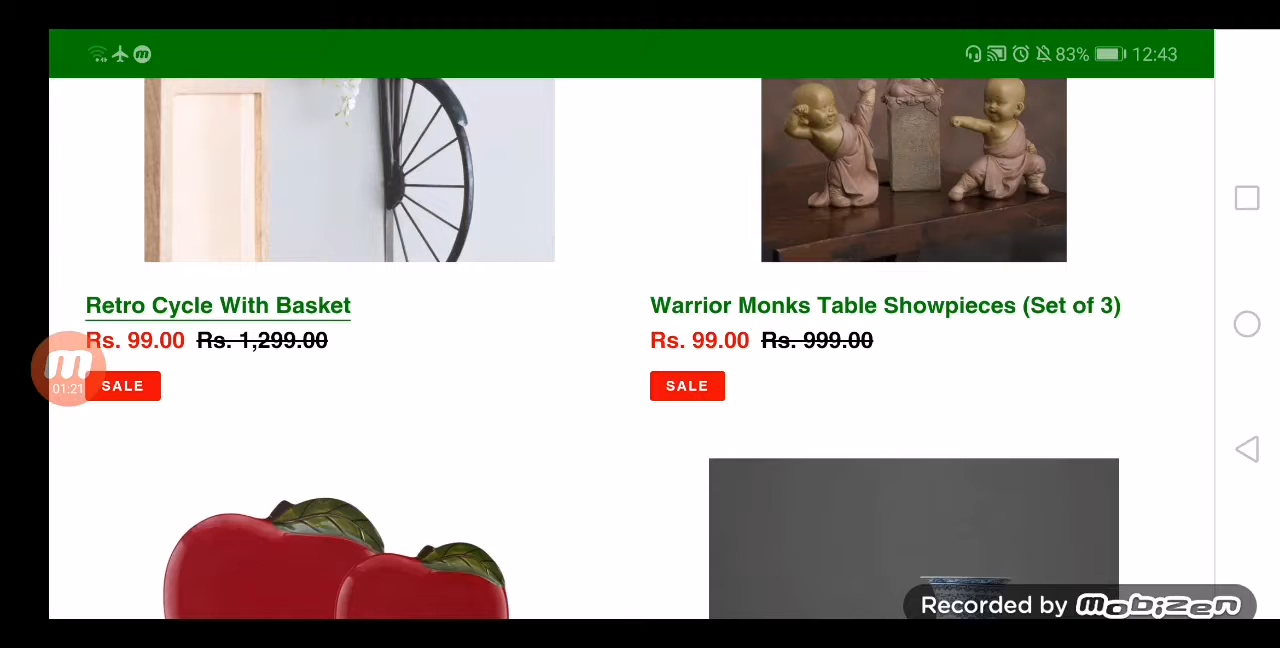 83% 12:43
Retro Cycle With Basket
Rs. 99.00 Rs. 1,299.00
SALE
Warrior Monks Table Showpieces (Set of 3)
Rs. 99.00 Rs. 999.00
SALE
m
01:21
Recorded by mobizen